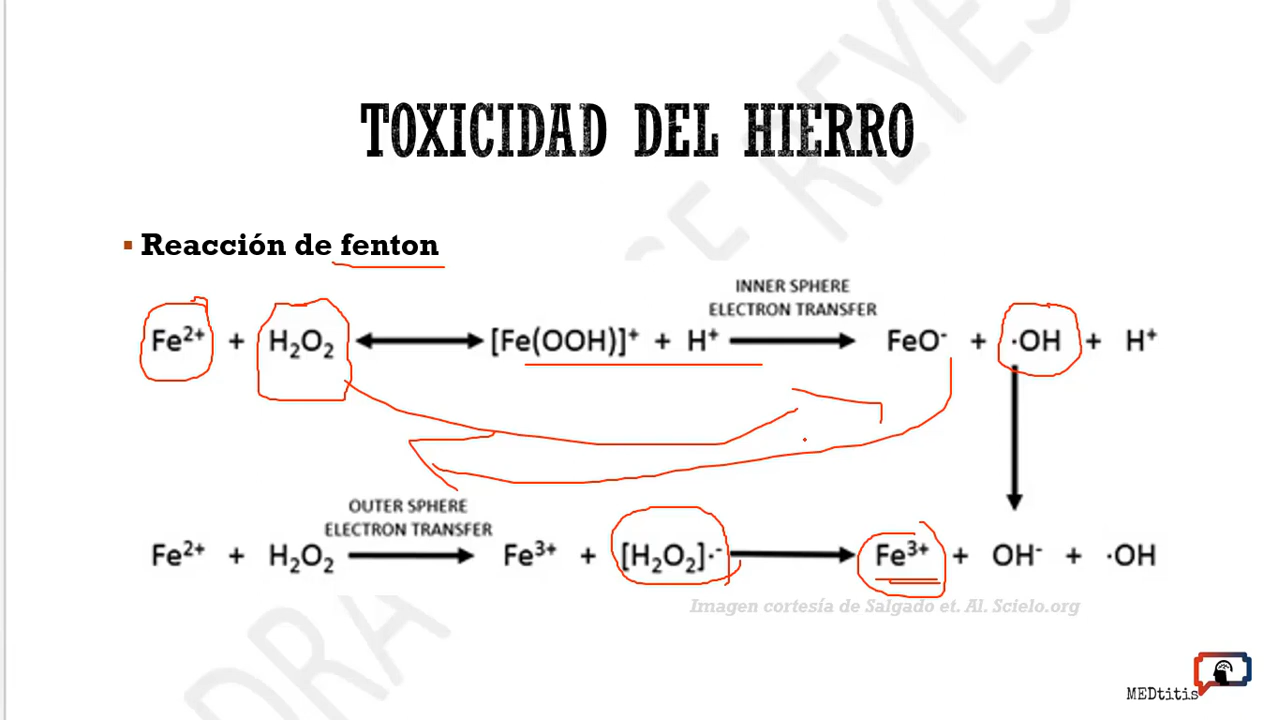 TOXICIDAD DEL HIERRO
▪ Reacción de fenton
INNER SPHERE
ELECTRON TRANSFER
Fe²⁺ + H₂O₂ ⟷ [Fe(OOH)]⁺ + H⁺ ⟶ FeO⁻ + ·OH + H⁺
OUTER SPHERE
ELECTRON TRANSFER
Fe²⁺ + H₂O₂ ⟶ Fe³⁺ + [H₂O₂]·⁻ ⟶ Fe³⁺ + OH⁻ + ·OH
Imagen cortesía de Salgado et. Al. Scielo.org
MEDtitis